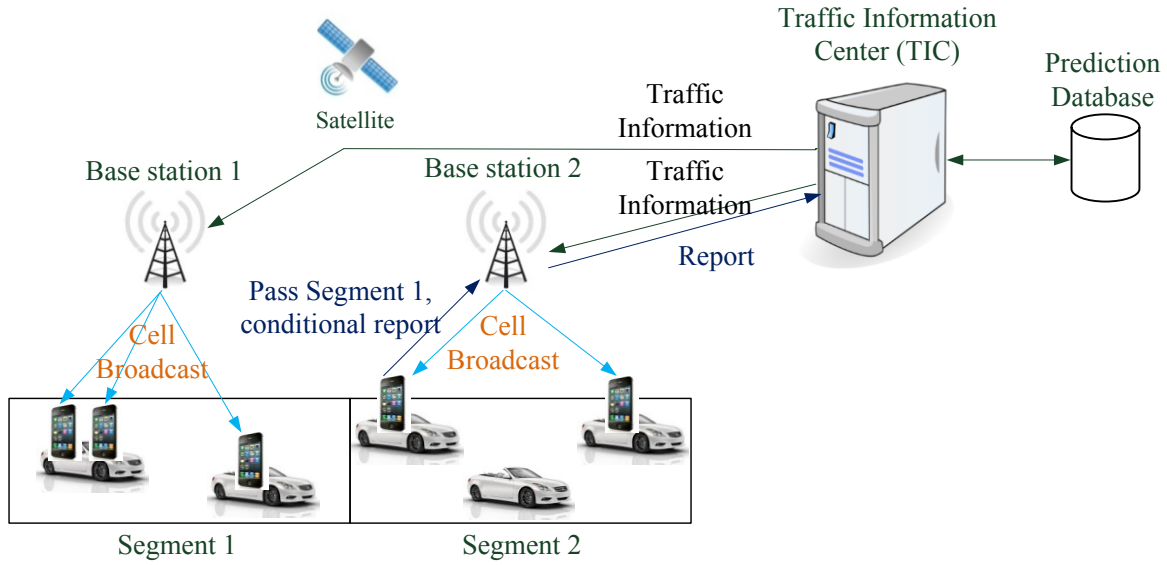 Traffic Information
Center (TIC)
Prediction
Database
Traffic
Information
Satellite
Base station 1
Base station 2
Traffic
Information
Report
Pass Segment 1,
conditional report
Cell
Broadcast
Cell
Broadcast
Segment 1
Segment 2